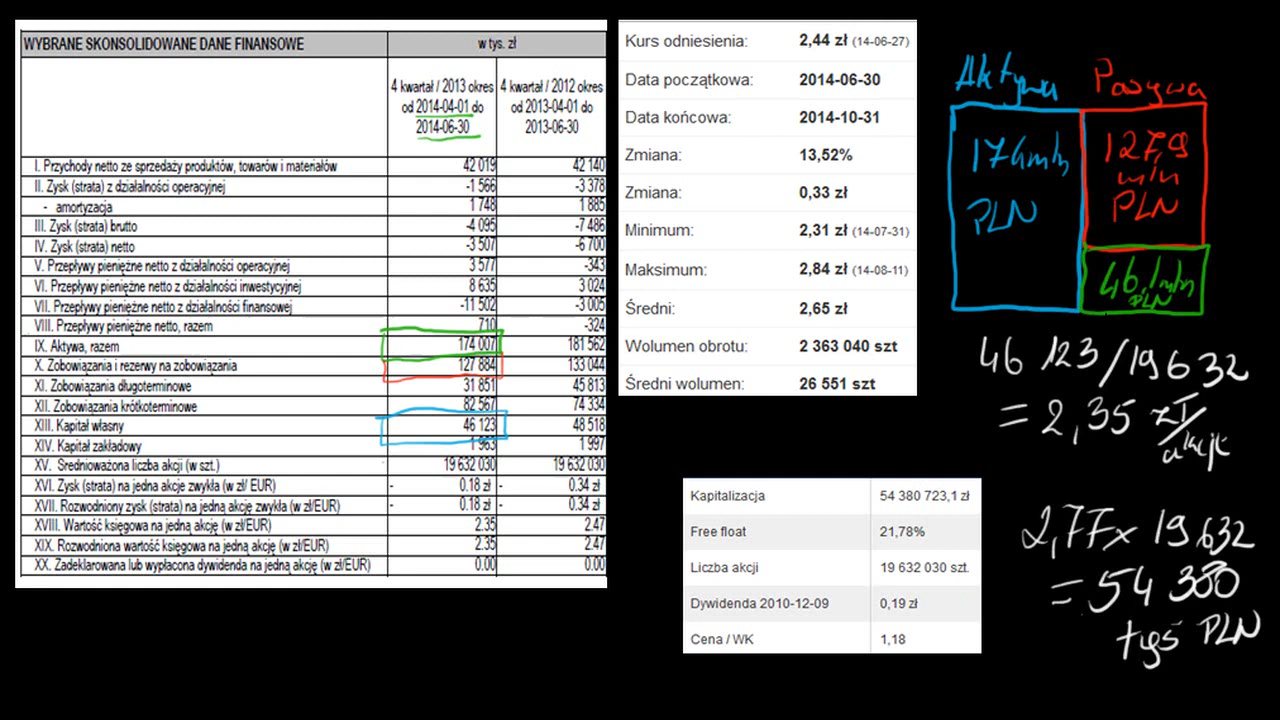 WYBRANE SKONSOLIDOWANE DANE FINANSOWE w tys. zł
4 kwartał / 2013 okres od 2014-04-01 do 2014-06-30 4 kwartał / 2012 okres od 2013-04-01 do 2013-06-30
I. Przychody netto ze sprzedaży produktów, towarów i materiałów 42 019 42 140
II. Zysk (strata) z działalności operacyjnej -1 566 -3 378
- amortyzacja 1 748 1 885
III. Zysk (strata) brutto -4 095 -7 486
IV. Zysk (strata) netto -3 507 -6 700
V. Przepływy pieniężne netto z działalności operacyjnej 3 577 -343
VI. Przepływy pieniężne netto z działalności inwestycyjnej 8 635 3 024
VII. Przepływy pieniężne netto z działalności finansowej -11 502 -3 005
VIII. Przepływy pieniężne netto, razem 710 -324
IX. Aktywa, razem 174 007 181 562
X. Zobowiązania i rezerwy na zobowiązania 127 884 133 044
XI. Zobowiązania długoterminowe 31 851 45 813
XII. Zobowiązania krótkoterminowe 82 567 74 334
XIII. Kapitał własny 46 123 48 518
XIV. Kapitał zakładowy 1 963 1 997
XV. Średnioważona liczba akcji (w szt.) 19 632 030 19 632 030
XVI. Zysk (strata) na jedna akcje zwykła (w zł/ EUR) - 0.18 zł - 0.34 zł
XVII. Rozwodniony zysk (strata) na jedną akcję zwykłą (w zł/EUR) - 0.18 zł - 0.34 zł
XVIII. Wartość księgowa na jedną akcję (w zł/EUR) 2.35 2.47
XIX. Rozwodniona wartość księgowa na jedną akcję (w zł/EUR) 2.35 2.47
XX. Zadeklarowana lub wypłacona dywidenda na jedną akcję (w zł/EUR) 0.00 0.00
Kurs odniesienia: 2,44 zł (14-06-27)
Data początkowa: 2014-06-30
Data końcowa: 2014-10-31
Zmiana: 13,52%
Zmiana: 0,33 zł
Minimum: 2,31 zł (14-07-31)
Maksimum: 2,84 zł (14-08-11)
Średni: 2,65 zł
Wolumen obrotu: 2 363 040 szt
Średni wolumen: 26 551 szt
Kapitalizacja 54 380 723,1 zł
Free float 21,78%
Liczba akcji 19 632 030 szt.
Dywidenda 2010-12-09 0,19 zł
Cena / WK 1,18
Aktywa Pasywa
174 mln
PLN
127,9
mln
PLN
46,1 mln
PLN
46 123/19 632
= 2,35 zł/
akcję
2,77 x 19 632
= 54 380
tyś PLN